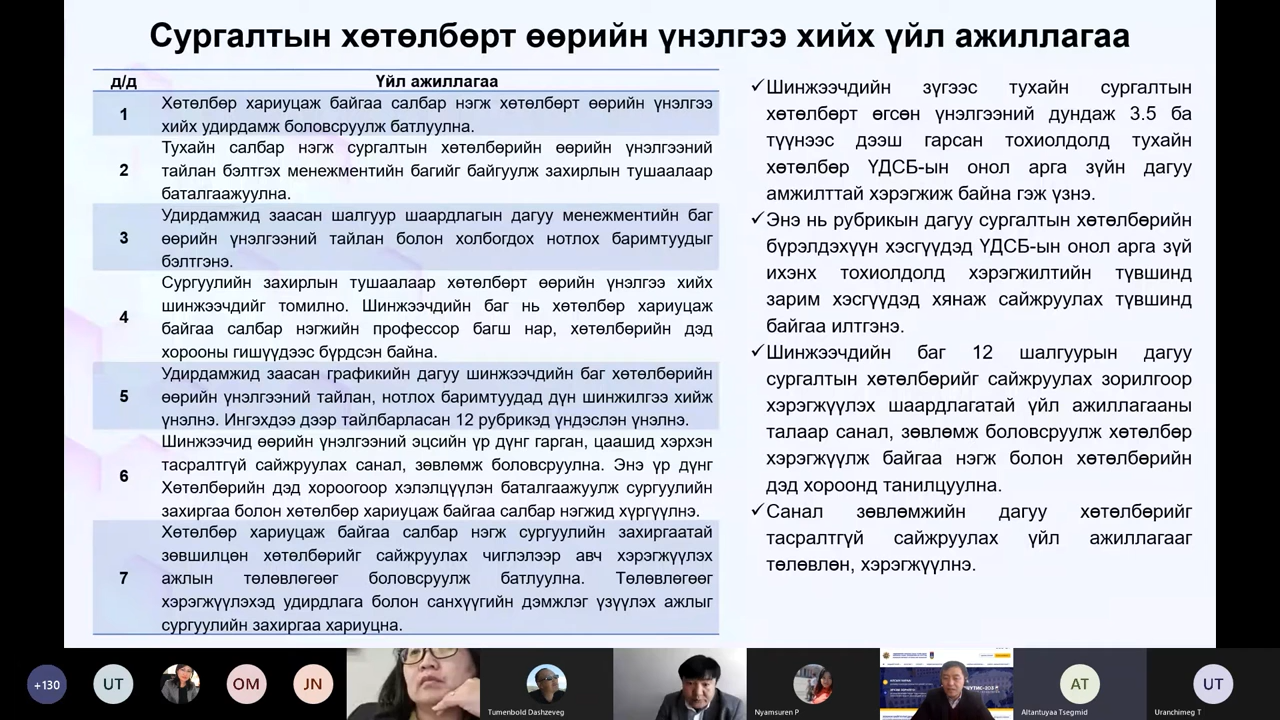 Сургалтын хөтөлбөрт өөрийн үнэлгээ хийх үйл ажиллагаа
д/д Үйл ажиллагаа
1
Хөтөлбөр хариуцаж байгаа салбар нэгж хөтөлбөрт өөрийн үнэлгээ
хийх удирдамж боловсруулж батлуулна.
2
Тухайн салбар нэгж сургалтын хөтөлбөрийн өөрийн үнэлгээний
тайлан бэлтгэх менежментийн багийг байгуулж захирлын тушаалаар
баталгаажуулна.
3
Удирдамжид заасан шалгуур шаардлагын дагуу менежментийн баг
өөрийн үнэлгээний тайлан болон холбогдох нотлох баримтуудыг
бэлтгэнэ.
4
Сургуулийн захирлын тушаалаар хөтөлбөрт өөрийн үнэлгээ хийх
шинжээчдийг томилно. Шинжээчдийн баг нь хөтөлбөр хариуцаж
байгаа салбар нэгжийн профессор багш нар, хөтөлбөрийн дэд
хорооны гишүүдээс бүрдсэн байна.
5
Удирдамжид заасан графикийн дагуу шинжээчдийн баг хөтөлбөрийн
өөрийн үнэлгээний тайлан, нотлох баримтуудад дүн шинжилгээ хийж
үнэлнэ. Ингэхдээ дээр тайлбарласан 12 рубрикэд үндэслэн үнэлнэ.
6
Шинжээчид өөрийн үнэлгээний эцсийн үр дүнг гарган, цаашид хэрхэн
тасралтгүй сайжруулах санал, зөвлөмж боловсруулна. Энэ үр дүнг
Хөтөлбөрийн дэд хороогоор хэлэлцүүлэн баталгаажуулж сургуулийн
захиргаа болон хөтөлбөр хариуцаж байгаа салбар нэгжид хүргүүлнэ.
7
Хөтөлбөр хариуцаж байгаа салбар нэгж сургуулийн захиргаатай
зөвшилцөн хөтөлбөрийг сайжруулах чиглэлээр авч хэрэгжүүлэх
ажлын төлөвлөгөөг боловсруулж батлуулна. Төлөвлөгөөг
хэрэгжүүлэхэд удирдлага болон санхүүгийн дэмжлэг үзүүлэх ажлыг
сургуулийн захиргаа хариуцна.
✓Шинжээчдийн зүгээс тухайн сургалтын
хөтөлбөрт өгсөн үнэлгээний дундаж 3.5 ба
түүнээс дээш гарсан тохиолдолд тухайн
хөтөлбөр ҮДСБ-ын онол арга зүйн дагуу
амжилттай хэрэгжиж байна гэж үзнэ.
✓Энэ нь рубрикын дагуу сургалтын хөтөлбөрийн
бүрэлдэхүүн хэсгүүдэд ҮДСБ-ын онол арга зүй
ихэнх тохиолдолд хэрэгжилтийн түвшинд
зарим хэсгүүдэд хянаж сайжруулах түвшинд
байгаа илтгэнэ.
✓Шинжээчдийн баг 12 шалгуурын дагуу
сургалтын хөтөлбөрийг сайжруулах зорилгоор
хэрэгжүүлэх шаардлагатай үйл ажиллагааны
талаар санал, зөвлөмж боловсруулж хөтөлбөр
хэрэгжүүлж байгаа нэгж болон хөтөлбөрийн
дэд хороонд танилцуулна.
✓Санал зөвлөмжийн дагуу хөтөлбөрийг
тасралтгүй сайжруулах үйл ажиллагааг
төлөвлөн, хэрэгжүүлнэ.
+130
UT
OM
JN
Tumenbold Dashzeveg
Nyamsuren P
AT
Altantuyaa Tsegmid
UT
Uranchimeg T